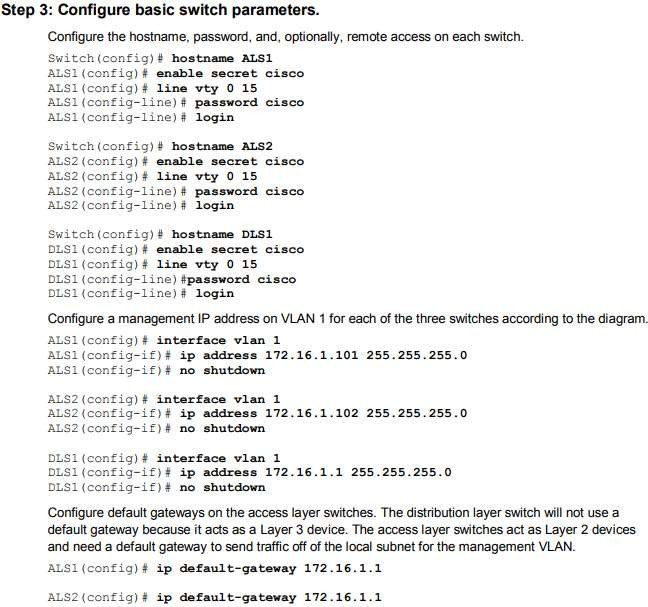 Step 3: Configure basic switch parameters.
Configure the hostname, password, and, optionally, remote access on each switch.
Switch(config)# hostname ALS1
ALS1(config)# enable secret cisco
ALS1(config)# line vty 0 15
ALS1(config-line)# password cisco
ALS1(config-line)# login
Switch(config)# hostname ALS2
ALS2(config)# enable secret cisco
ALS2(config)# line vty 0 15
ALS2(config-line)# password cisco
ALS2(config-line)# login
Switch(config)# hostname DLS1
DLS1(config)# enable secret cisco
DLS1(config)# line vty 0 15
DLS1(config-line)#password cisco
DLS1(config-line)# login
Configure a management IP address on VLAN 1 for each of the three switches according to the diagram.
ALS1(config)# interface vlan 1
ALS1(config-if)# ip address 172.16.1.101 255.255.255.0
ALS1(config-if)# no shutdown
ALS2(config)# interface vlan 1
ALS2(config-if)# ip address 172.16.1.102 255.255.255.0
ALS2(config-if)# no shutdown
DLS1(config)# interface vlan 1
DLS1(config-if)# ip address 172.16.1.1 255.255.255.0
DLS1(config-if)# no shutdown
Configure default gateways on the access layer switches. The distribution layer switch will not use a
default gateway because it acts as a Layer 3 device. The access layer switches act as Layer 2 devices
and need a default gateway to send traffic off of the local subnet for the management VLAN.
ALS1(config)# ip default-gateway 172.16.1.1
ALS2(config)# ip default-gateway 172.16.1.1